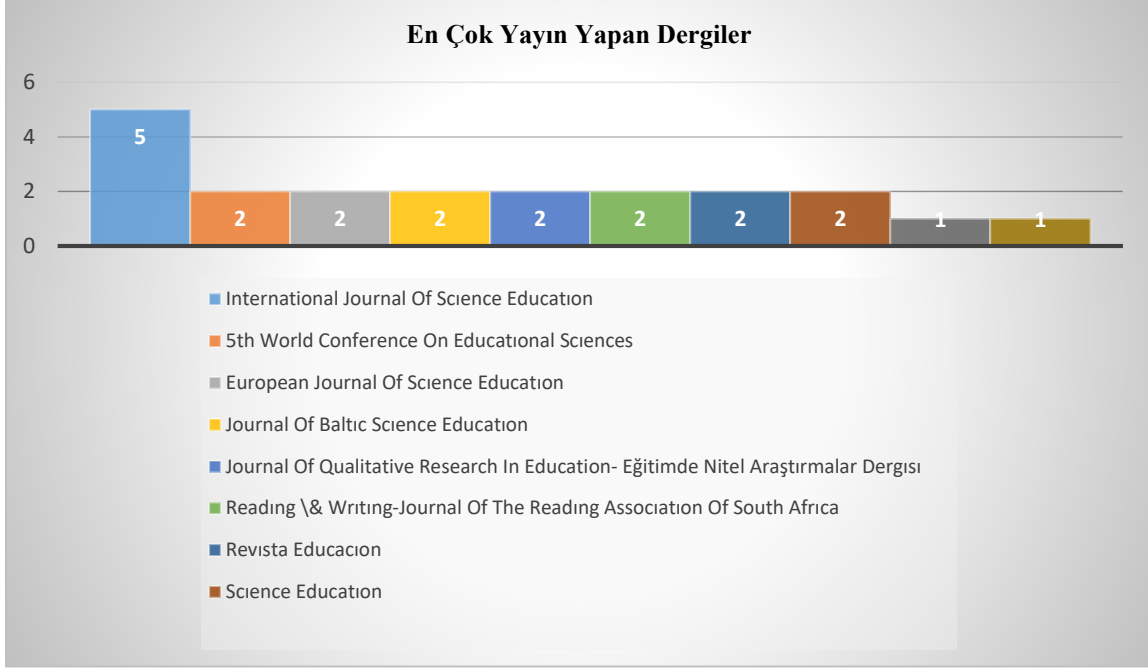 En Çok Yayın Yapan Dergiler
6
4
2
0
5
2
2
2
2
2
2
2
1
1
International Journal Of Scıence Educatıon
5th World Conference On Educatıonal Scıences
European Journal Of Scıence Educatıon
Journal Of Baltıc Scıence Educatıon
Journal Of Qualitative Research In Education- Eğitimde Nitel Araştırmalar Dergısı
Readıng \& Wrıtıng-Journal Of The Readıng Assocıatıon Of South Afrıca
Revısta Educacıon
Scıence Educatıon